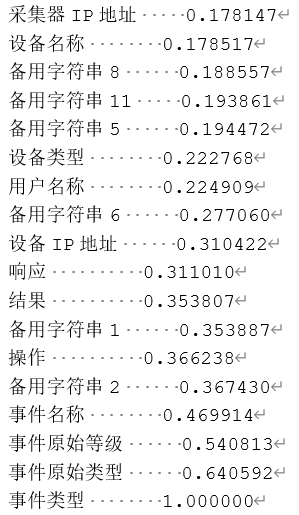 采集器 IP 地址 0.178147
设备名称 0.178517
备用字符串 8 0.188557
备用字符串 11 0.193861
备用字符串 5 0.194472
设备类型 0.222768
用户名称 0.224909
备用字符串 6 0.277060
设备 IP 地址 0.310422
响应 0.311010
结果 0.353807
备用字符串 1 0.353887
操作 0.366238
备用字符串 2 0.367430
事件名称 0.469914
事件原始等级 0.540813
事件原始类型 0.640592
事件类型 1.000000